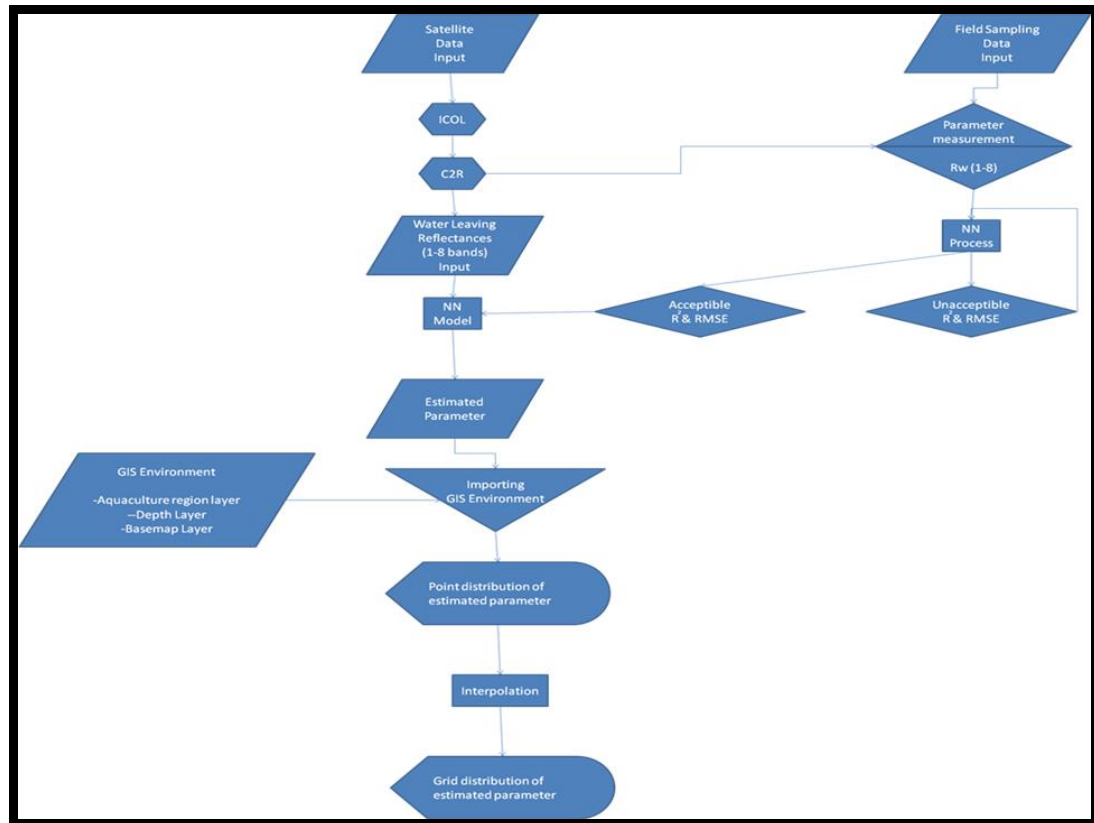 Satellite
Data
Input
Field Sampling
Data
Input
ICOL
Parameter
measurement
Rw (1-8)
C2R
Water Leaving
Reflectances
(1-8 bands)
Input
NN
Process
NN
Model
Acceptible
R²& RMSE
Unacceptible
R²& RMSE
Estimated
Parameter
GIS Environment
-Aquaculture region layer
--Depth Layer
-Basemap Layer
Importing
GIS Environment
Point distribution of
estimated parameter
Interpolation
Grid distribution of
estimated parameter